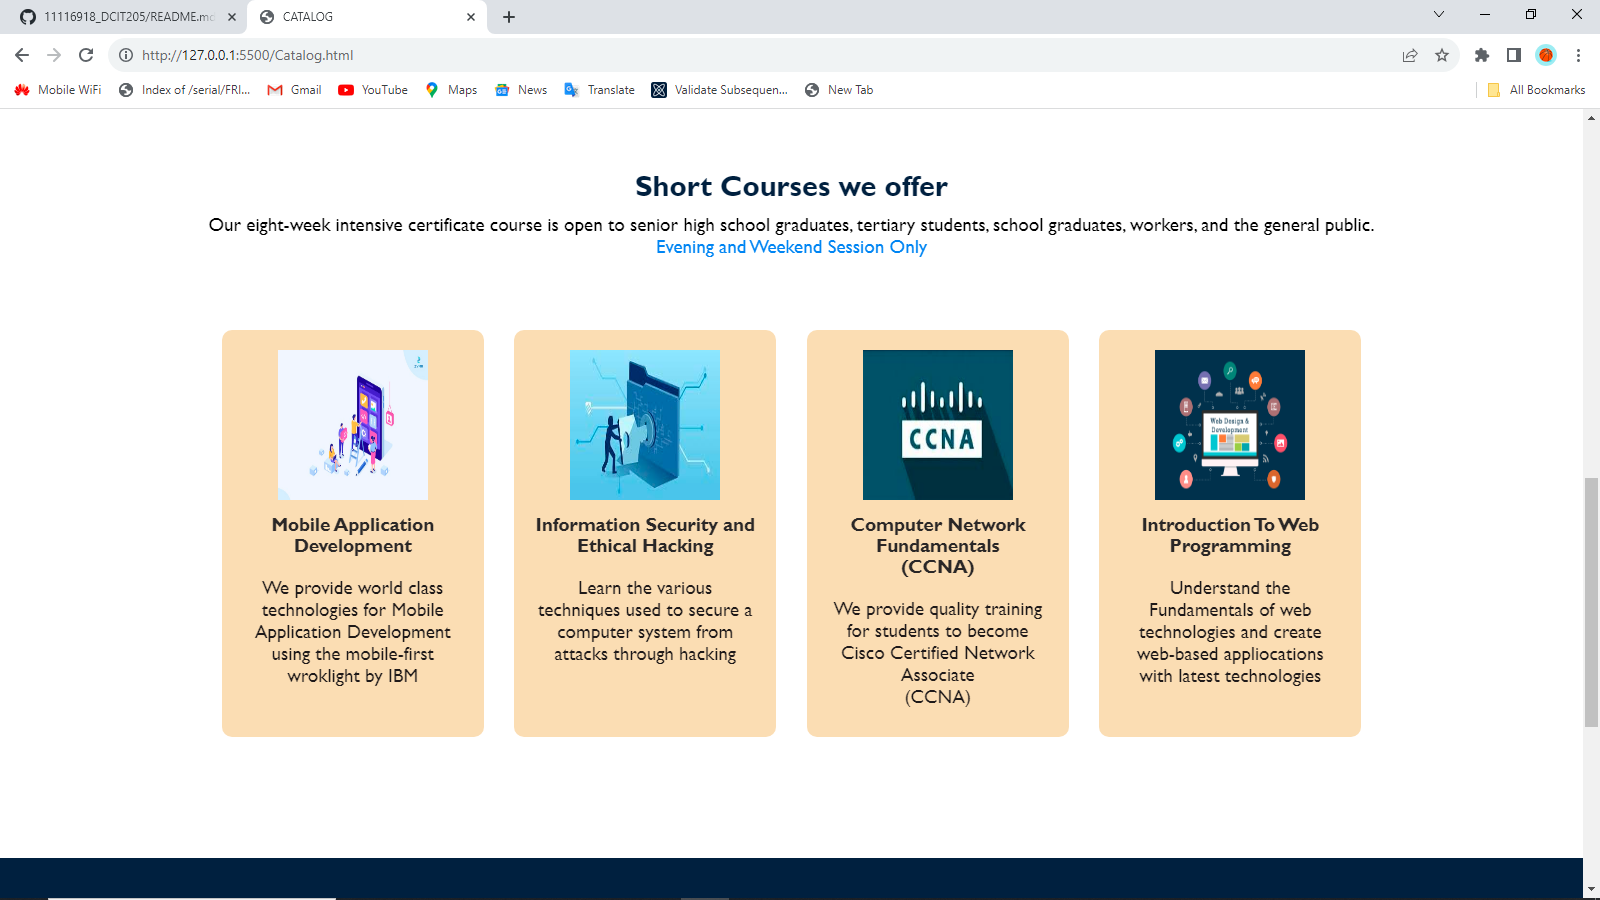 11116918_DCIT205/README.md
CATALOG
http://127.0.0.1:5500/Catalog.html
Mobile WiFi
Index of /serial/FRI...
Gmail
YouTube
Maps
News
Translate
Validate Subsequen...
New Tab
All Bookmarks
Short Courses we offer
Our eight-week intensive certificate course is open to senior high school graduates, tertiary students, school graduates, workers, and the general public.
Evening and Weekend Session Only
CCNA
Web Design &
Development
Mobile Application
Development
We provide world class
technologies for Mobile
Application Development
using the mobile-first
wroklight by IBM
Information Security and
Ethical Hacking
Learn the various
techniques used to secure a
computer system from
attacks through hacking
Computer Network
Fundamentals
(CCNA)
We provide quality training
for students to become
Cisco Certified Network
Associate
(CCNA)
Introduction To Web
Programming
Understand the
Fundamentals of web
technologies and create
web-based appliocations
with latest technologies